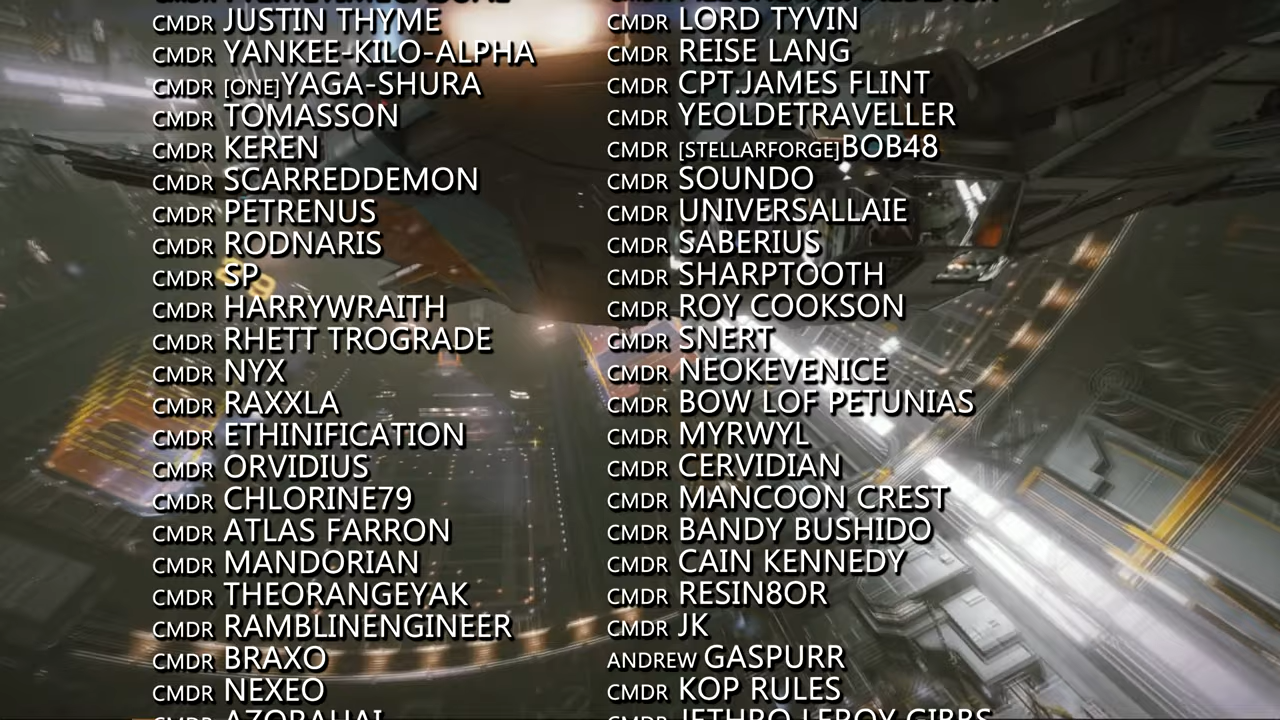 CMDR JUSTIN THYME
CMDR YANKEE-KILO-ALPHA
CMDR [ONE]YAGA-SHURA
CMDR TOMASSON
CMDR KEREN
CMDR SCARREDDEMON
CMDR PETRENUS
CMDR RODNARIS
CMDR SP
CMDR HARRYWRAITH
CMDR RHETT TROGRADE
CMDR NYX
CMDR RAXXLA
CMDR ETHINIFICATION
CMDR ORVIDIUS
CMDR CHLORINE79
CMDR ATLAS FARRON
CMDR MANDORIAN
CMDR THEORANGEYAK
CMDR RAMBLINENGINEER
CMDR BRAXO
CMDR NEXEO
CMDR LORD TYVIN
CMDR REISE LANG
CMDR CPT.JAMES FLINT
CMDR YEOLDETRAVELLER
CMDR [STELLARFORGE]BOB48
CMDR SOUNDO
CMDR UNIVERSALLAIE
CMDR SABERIUS
CMDR SHARPTOOTH
CMDR ROY COOKSON
CMDR SNERT
CMDR NEOKEVENICE
CMDR BOW LOF PETUNIAS
CMDR MYRWYL
CMDR CERVIDIAN
CMDR MANCOON CREST
CMDR BANDY BUSHIDO
CMDR CAIN KENNEDY
CMDR RESIN8OR
CMDR JK
ANDREW GASPURR
CMDR KOP RULES
CMDR JETHRO LEROY GIBBS